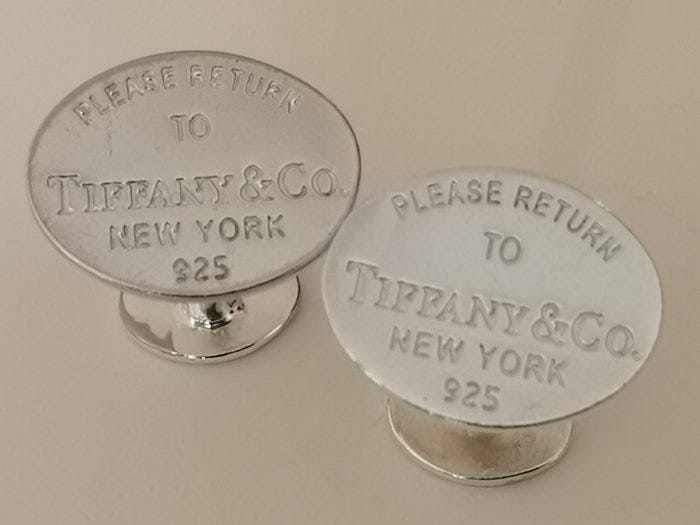 PLEASE RETURN
TO
TIFFANY & CO.
NEW YORK
925
PLEASE RETURN
TO
TIFFANY & CO.
NEW YORK
925